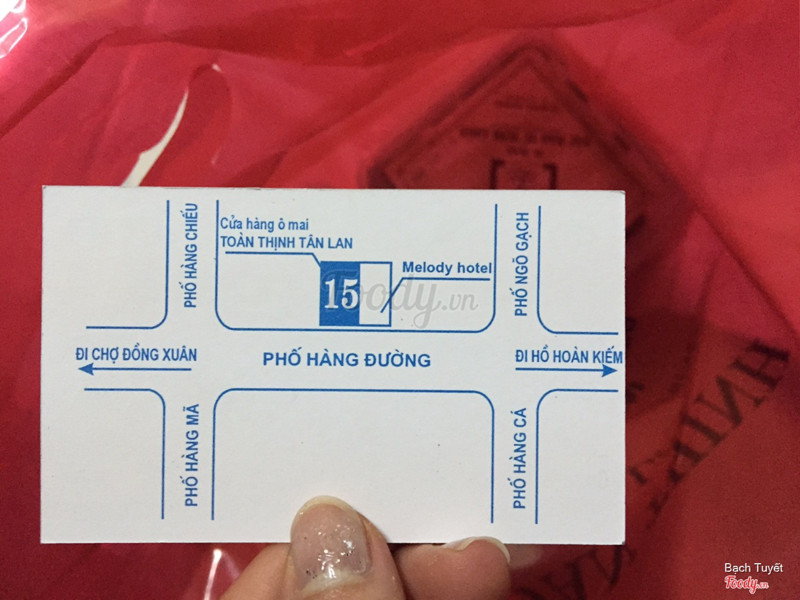 PHỐ HÀNG CHIẾU
Cửa hàng ô mai
TOÀN THỊNH TÂN LAN
15
Melody hotel
PHỐ NGÕ GẠCH
Foody.vn
ĐI CHỢ ĐỒNG XUÂN
PHỐ HÀNG ĐƯỜNG
ĐI HỒ HOÀN KIẾM
PHỐ HÀNG MÃ
PHỐ HÀNG CÁ
Bạch Tuyết
Foody.vn